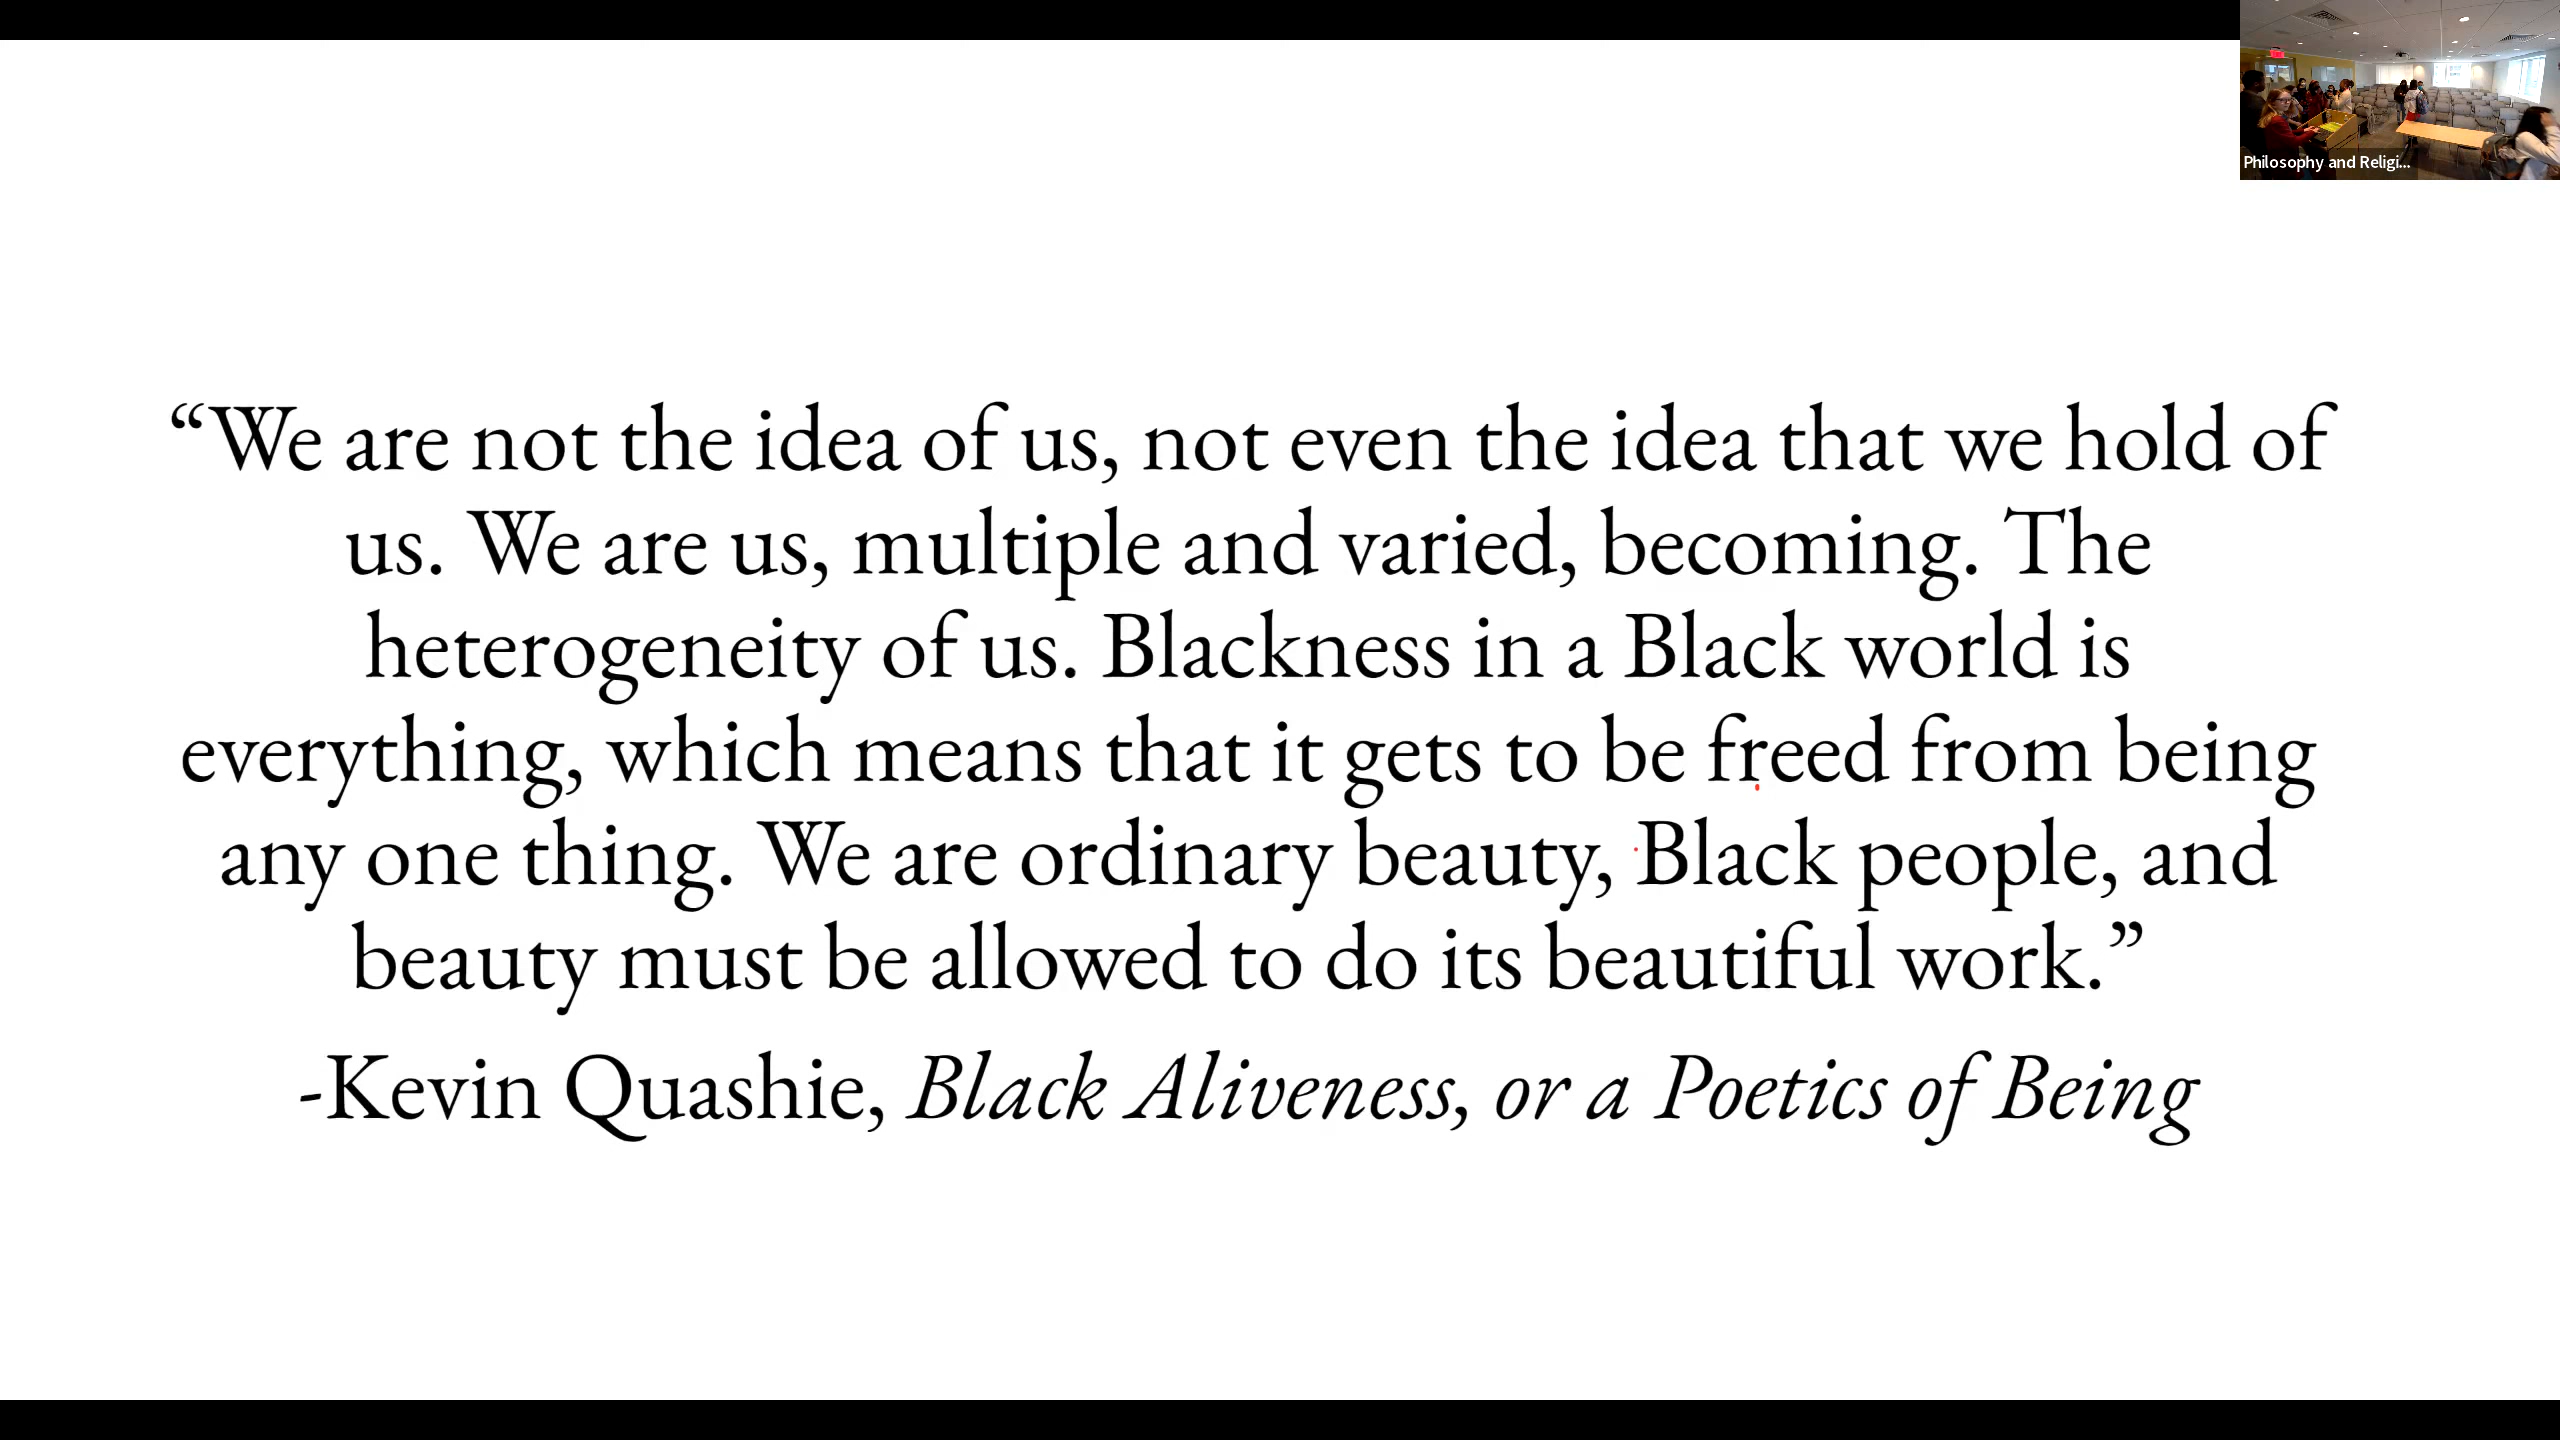 Philosophy and Religi...
“We are not the idea of us, not even the idea that we hold of
us. We are us, multiple and varied, becoming. The
heterogeneity of us. Blackness in a Black world is
everything, which means that it gets to be freed from being
any one thing. We are ordinary beauty, Black people, and
beauty must be allowed to do its beautiful work.”
-Kevin Quashie, Black Aliveness, or a Poetics of Being